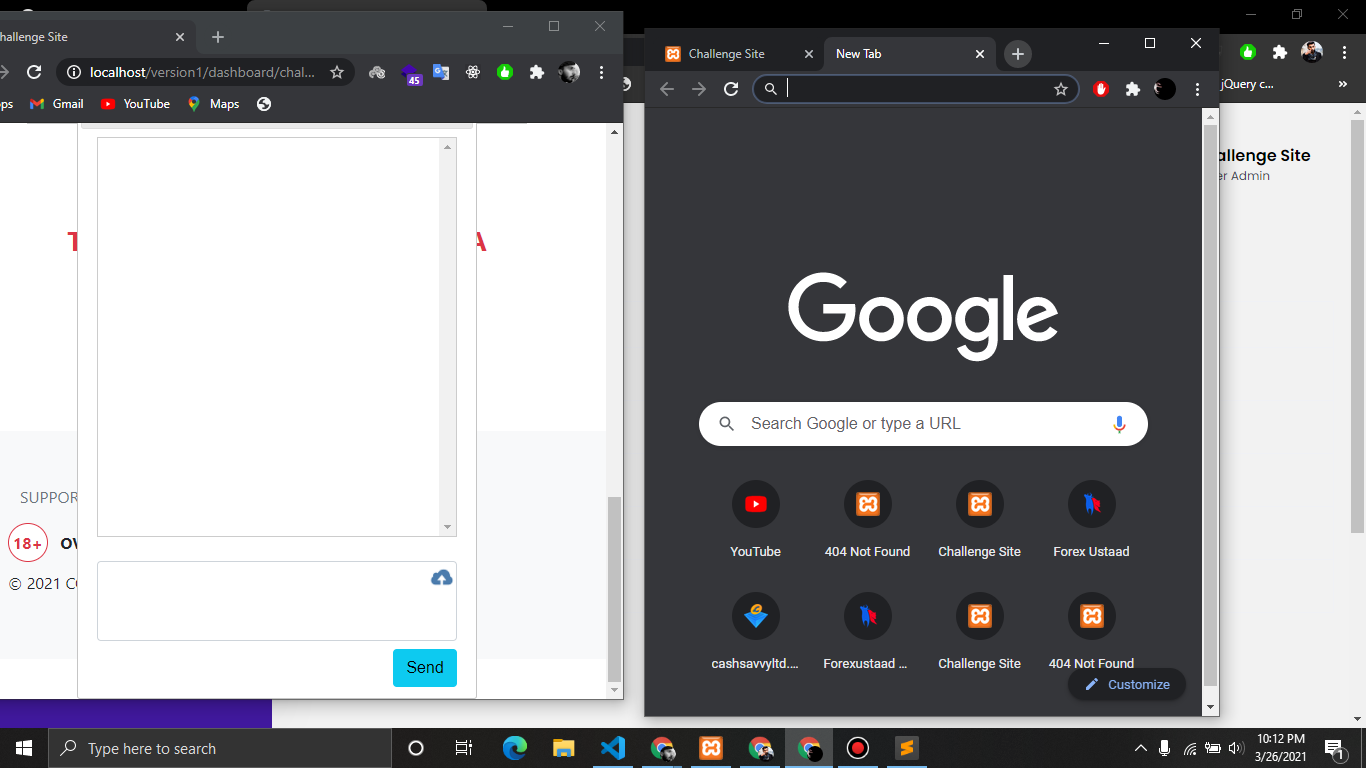 hallenge Site
localhost/version1/dashboard/chal...
45
ps
Gmail
YouTube
Maps
T
A
SUPPOR
18+
OV
© 2021 CO
Send
Challenge Site
New Tab
Google
Search Google or type a URL
YouTube
404 Not Found
Challenge Site
Forex Ustaad
cashsavvyltd....
Forexustaad ...
Challenge Site
404 Not Found
Customize
jQuery c...
»
allenge Site
er Admin
Type here to search
10:12 PM
3/26/2021
1